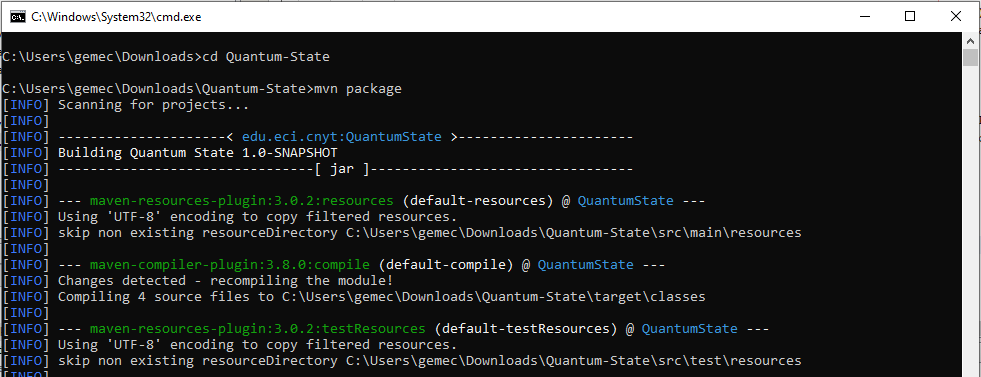 C:\Windows\System32\cmd.exe
C:\Users\gemec\Downloads>cd Quantum-State
C:\Users\gemec\Downloads\Quantum-State>mvn package
[INFO] Scanning for projects...
[INFO]
[INFO] ---------------------< edu.eci.cnyt:QuantumState >----------------------
[INFO] Building Quantum State 1.0-SNAPSHOT
[INFO] --------------------------------[ jar ]---------------------------------
[INFO]
[INFO] --- maven-resources-plugin:3.0.2:resources (default-resources) @ QuantumState ---
[INFO] Using 'UTF-8' encoding to copy filtered resources.
[INFO] skip non existing resourceDirectory C:\Users\gemec\Downloads\Quantum-State\src\main\resources
[INFO]
[INFO] --- maven-compiler-plugin:3.8.0:compile (default-compile) @ QuantumState ---
[INFO] Changes detected - recompiling the module!
[INFO] Compiling 4 source files to C:\Users\gemec\Downloads\Quantum-State\target\classes
[INFO]
[INFO] --- maven-resources-plugin:3.0.2:testResources (default-testResources) @ QuantumState ---
[INFO] Using 'UTF-8' encoding to copy filtered resources.
[INFO] skip non existing resourceDirectory C:\Users\gemec\Downloads\Quantum-State\src\test\resources
[INFO]